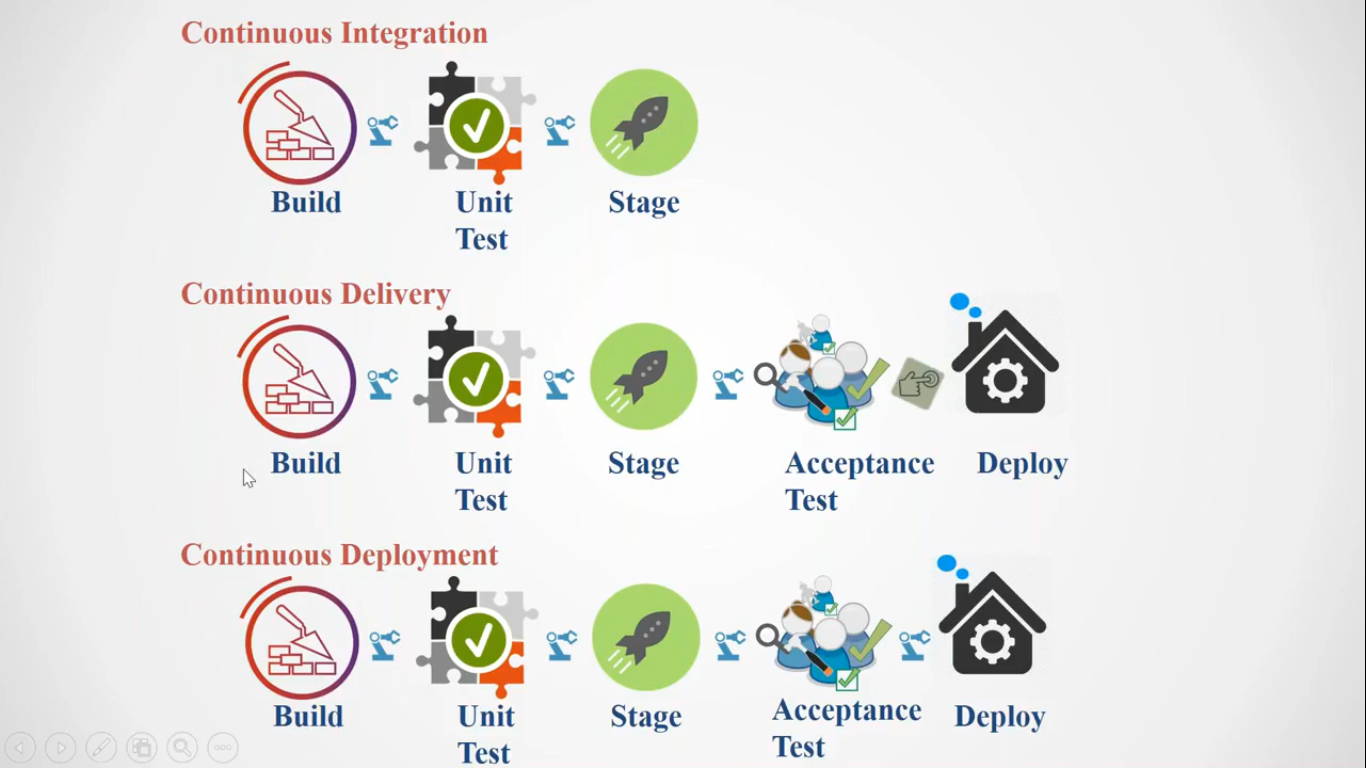 Continuous Integration
Build
Unit
Test
Stage
Continuous Delivery
Build
Unit
Test
Stage
Acceptance
Test
Deploy
Continuous Deployment
Build
Unit
Test
Stage
Acceptance
Test
Deploy